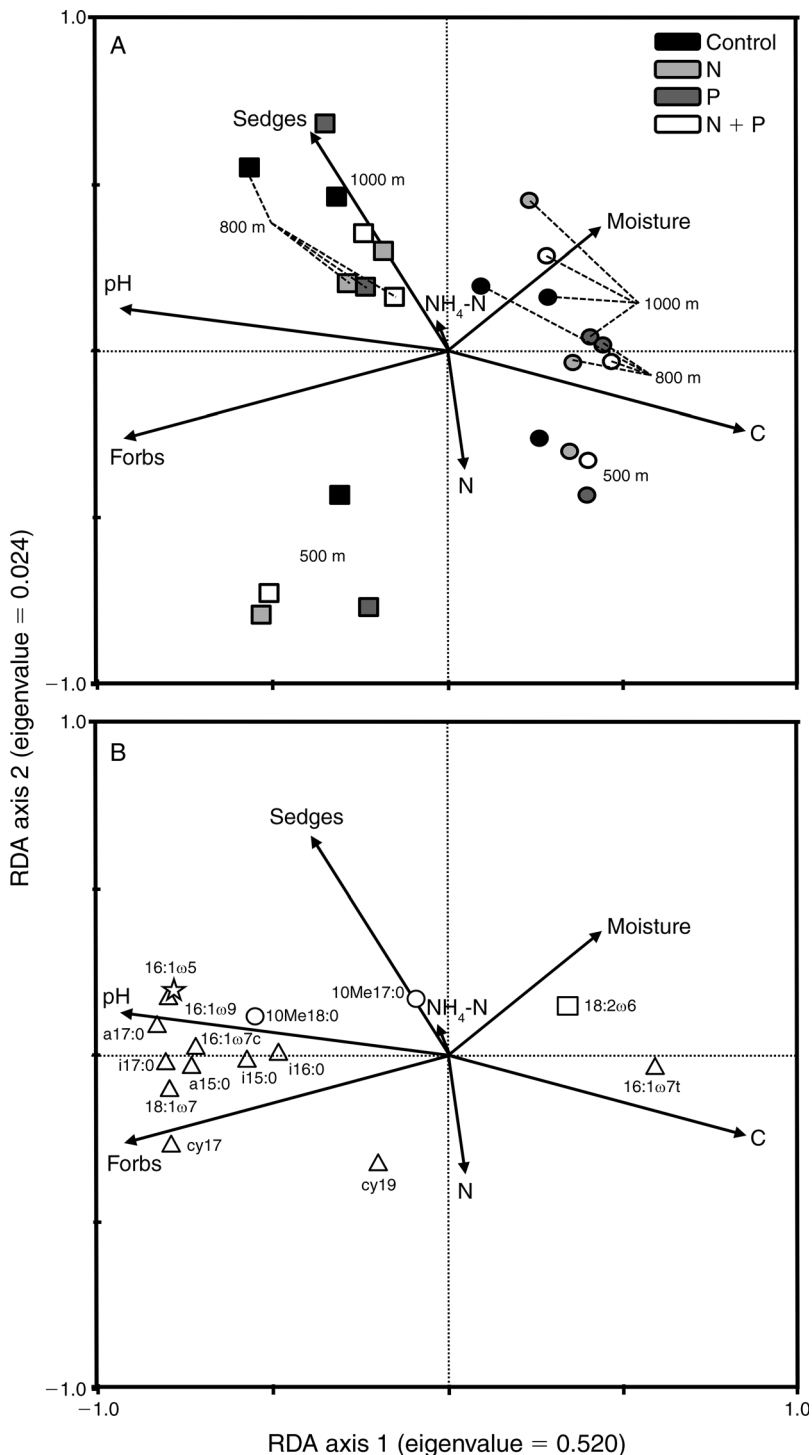 1.0
A
Control
N
P
N + P
Sedges
1000 m
Moisture
800 m
pH
NH4-N
1000 m
800 m
C
Forbs
N
500 m
500 m
−1.0
RDA axis 2 (eigenvalue = 0.024)
1.0
B
Sedges
Moisture
16:1ω5
pH
16:1ω9
10Me18:0
10Me17:0
NH4-N
18:2ω6
a17:0
16:1ω7c
i17:0
a15:0
i15:0
i16:0
16:1ω7t
18:1ω7
C
cy17
Forbs
cy19
N
−1.0
−1.0
1.0
RDA axis 1 (eigenvalue = 0.520)